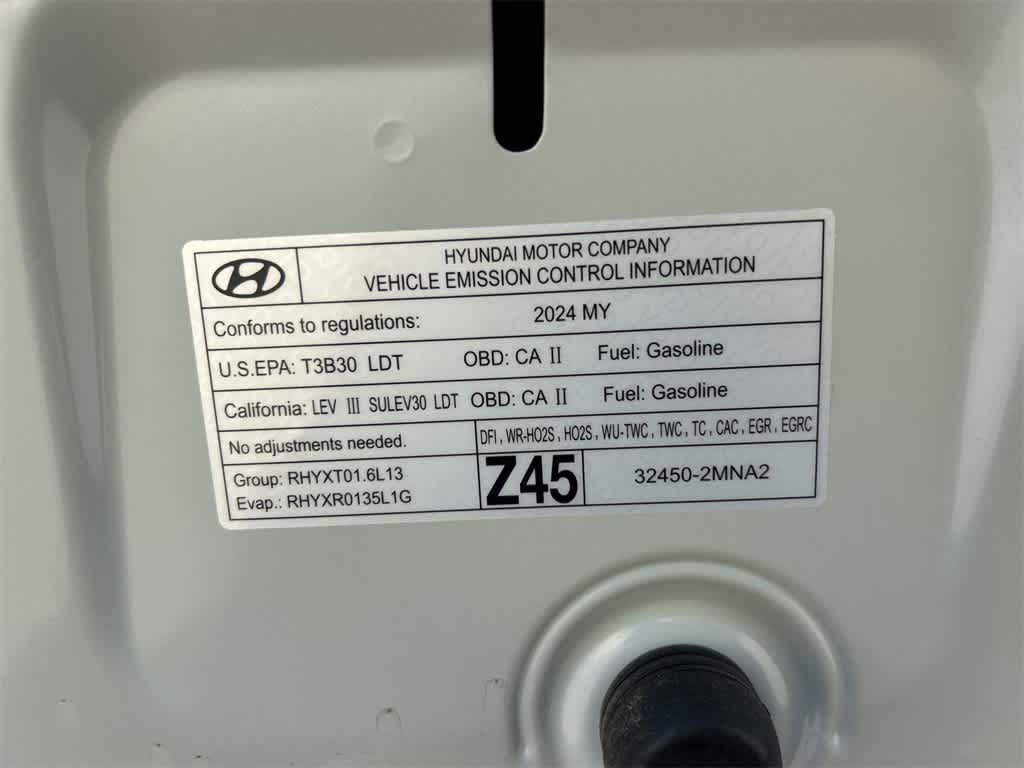 HYUNDAI MOTOR COMPANY
VEHICLE EMISSION CONTROL INFORMATION
Conforms to regulations: 2024 MY
U.S.EPA: T3B30 LDT OBD: CA II Fuel: Gasoline
California: LEV III SULEV30 LDT OBD: CA II Fuel: Gasoline
No adjustments needed. DFI, WR-HO2S, HO2S, WU-TWC, TWC, TC, CAC, EGR, EGRC
Group: RHYXT01.6L13
Evap.: RHYXR0135L1G
Z45 32450-2MNA2